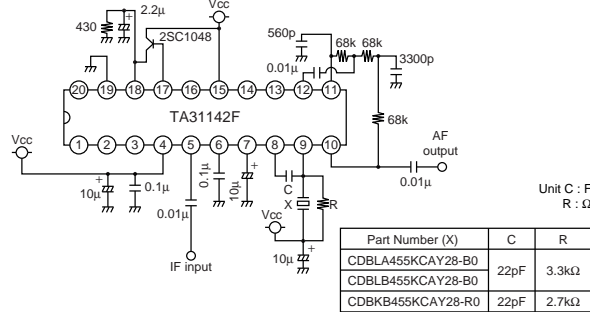 Vcc
2.2µ
430
2SC1048
560p
68k
68k
0.01µ
3300p
20
19
18
17
16
15
14
13
12
11
TA31142F
68k
AF
output
1
2
3
4
5
6
7
8
9
10
Vcc
0.01µ
10µ
0.1µ
0.1µ
10µ
C
X
R
0.01µ
Vcc
10µ
IF input
Unit C : F
R : Ω
Part Number (X) C R
CDBLA455KCAY28-B0 22pF 3.3kΩ
CDBLB455KCAY28-B0
CDBKB455KCAY28-R0 22pF 2.7kΩ